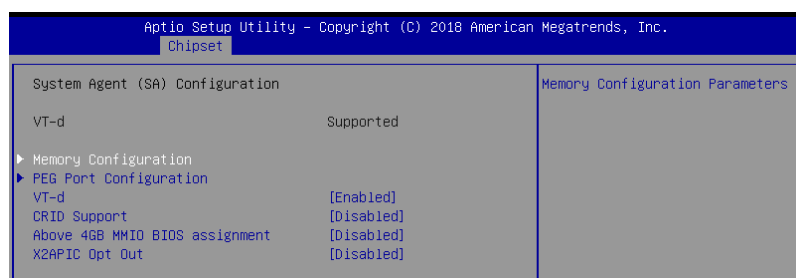 Aptio Setup Utility – Copyright (C) 2018 American Megatrends, Inc.
Chipset
System Agent (SA) Configuration
Memory Configuration Parameters
VT-d Supported
Memory Configuration
PEG Port Configuration
VT-d [Enabled]
CRID Support [Disabled]
Above 4GB MMIO BIOS assignment [Disabled]
X2APIC Opt Out [Disabled]